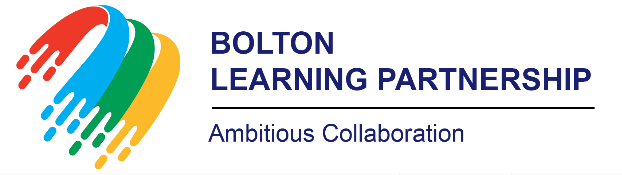 BOLTON
LEARNING PARTNERSHIP
Ambitious Collaboration